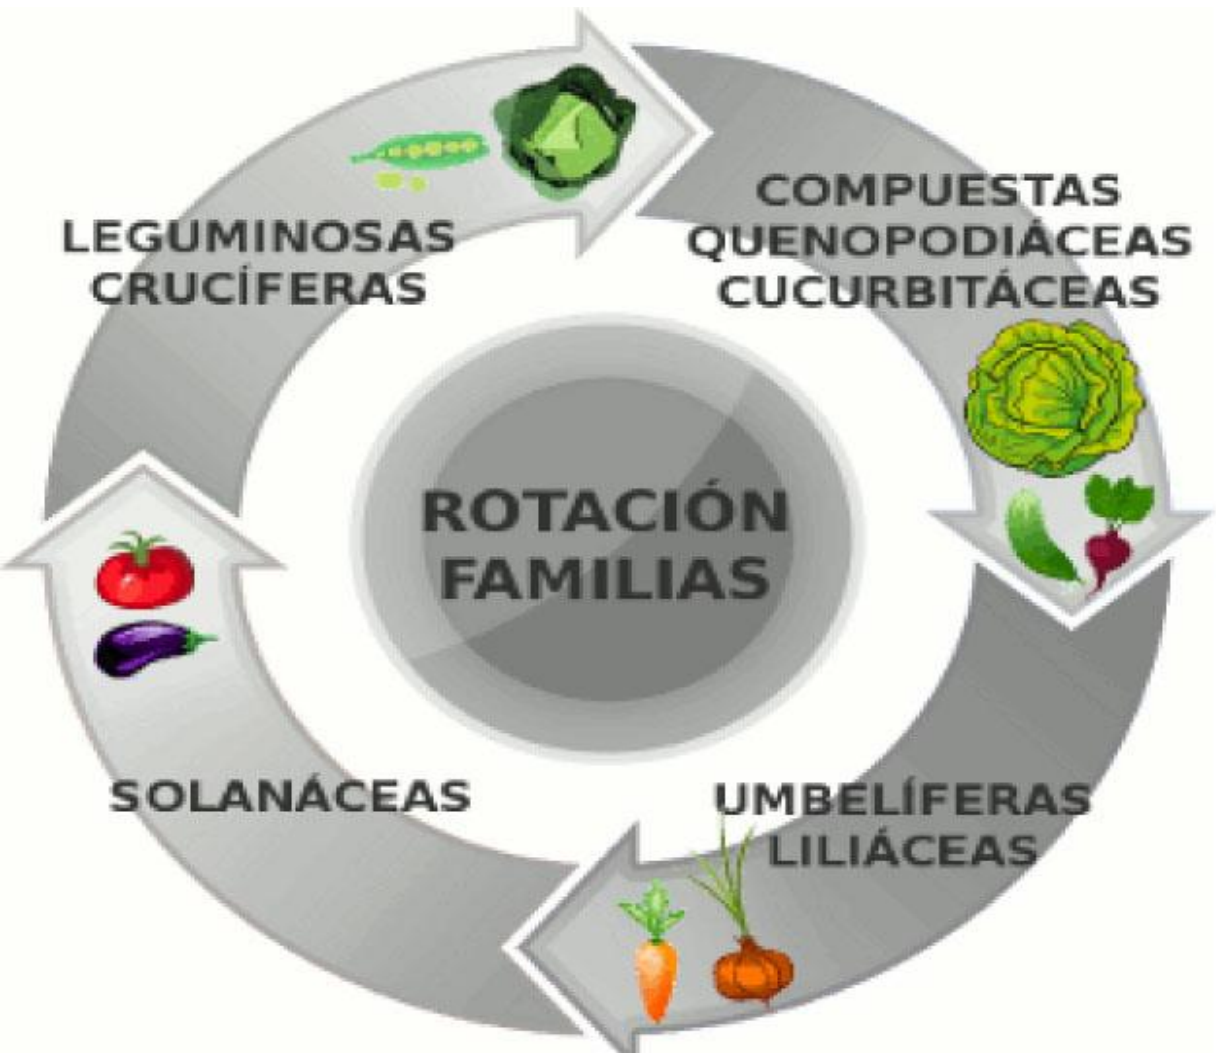 LEGUMINOSAS
CRUCÍFERAS
COMPUESTAS
QUENOPODIÁCEAS
CUCURBITÁCEAS
ROTACIÓN
FAMILIAS
SOLANÁCEAS
UMBELÍFERAS
LILIÁCEAS